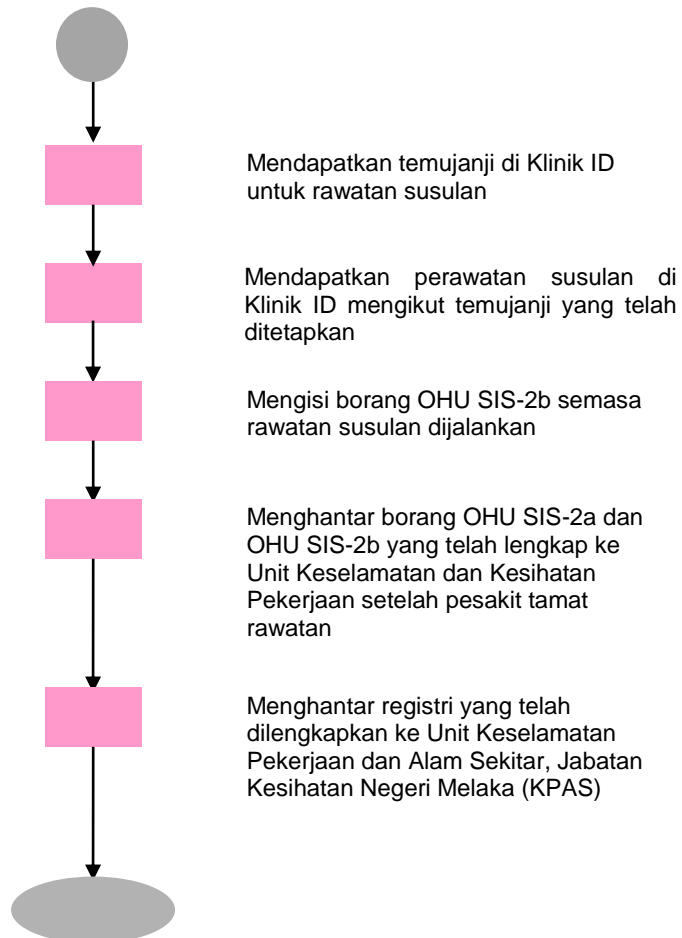 Mendapatkan temujanji di Klinik ID
untuk rawatan susulan
Mendapatkan perawatan susulan di
Klinik ID mengikut temujanji yang telah
ditetapkan
Mengisi borang OHU SIS-2b semasa
rawatan susulan dijalankan
Menghantar borang OHU SIS-2a dan
OHU SIS-2b yang telah lengkap ke
Unit Keselamatan dan Kesihatan
Pekerjaan setelah pesakit tamat
rawatan
Menghantar registri yang telah
dilengkapkan ke Unit Keselamatan
Pekerjaan dan Alam Sekitar, Jabatan
Kesihatan Negeri Melaka (KPAS)